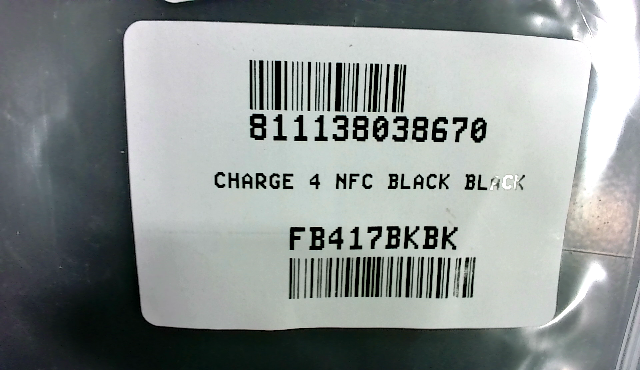 811138038670
CHARGE 4 NFC BLACK BLACK
FB417BKBK